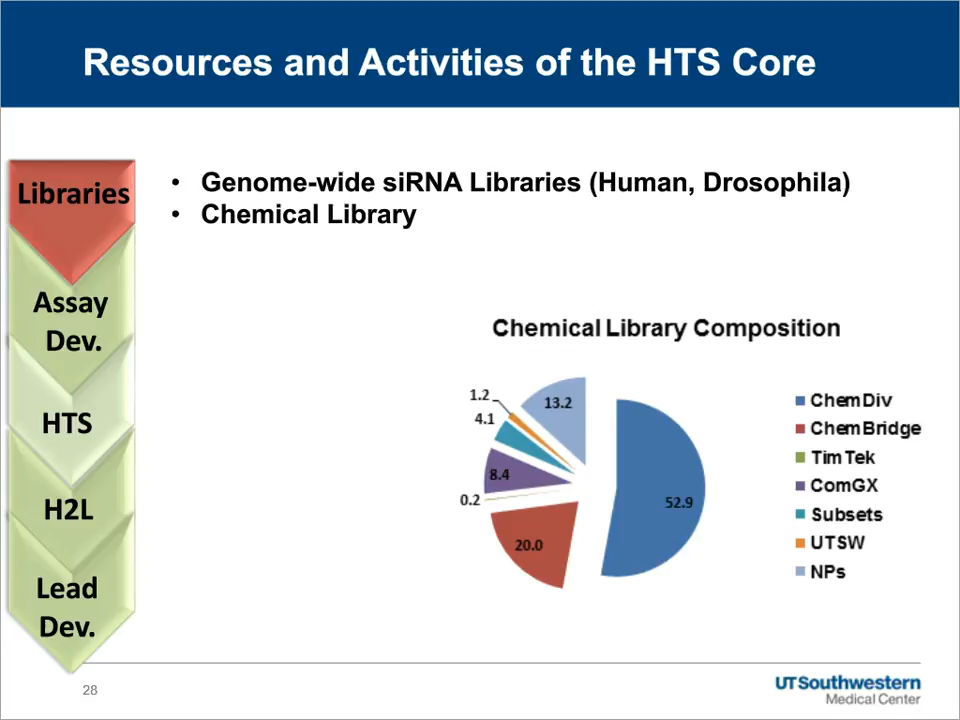 Resources and Activities of the HTS Core
Libraries
Assay
Dev.
HTS
H2L
Lead
Dev.
• Genome-wide siRNA Libraries (Human, Drosophila)
• Chemical Library
Chemical Library Composition
1.2
13.2
4.1
8.4
0.2
20.0
52.9
ChemDiv
ChemBridge
TimTek
ComGX
Subsets
UTSW
NPs
28
UTSouthwestern
Medical Center